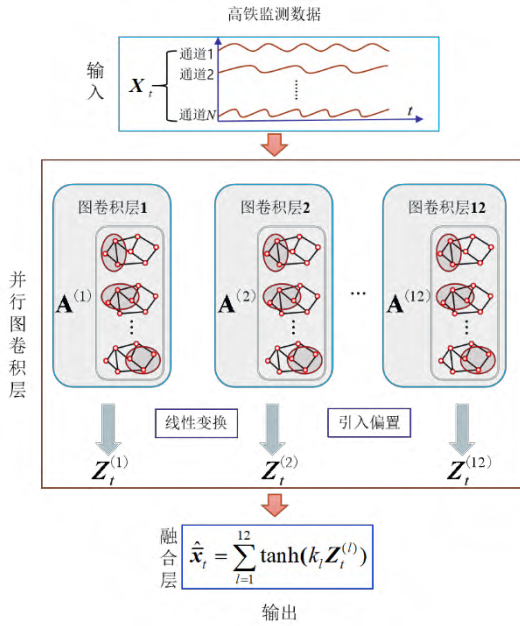 高铁监测数据
输入
X_t
通道1
通道2
......
通道N
t
图卷积层1
图卷积层2
图卷积层12
并行图卷积层
A^{(1)}
A^{(2)}
...
A^{(12)}
线性变换
引入偏置
Z_t^{(1)}
Z_t^{(2)}
Z_t^{(12)}
融合层
\hat{\bar{x}}_t = \sum_{l=1}^{12} \tanh(k_l Z_t^{(l)})
输出